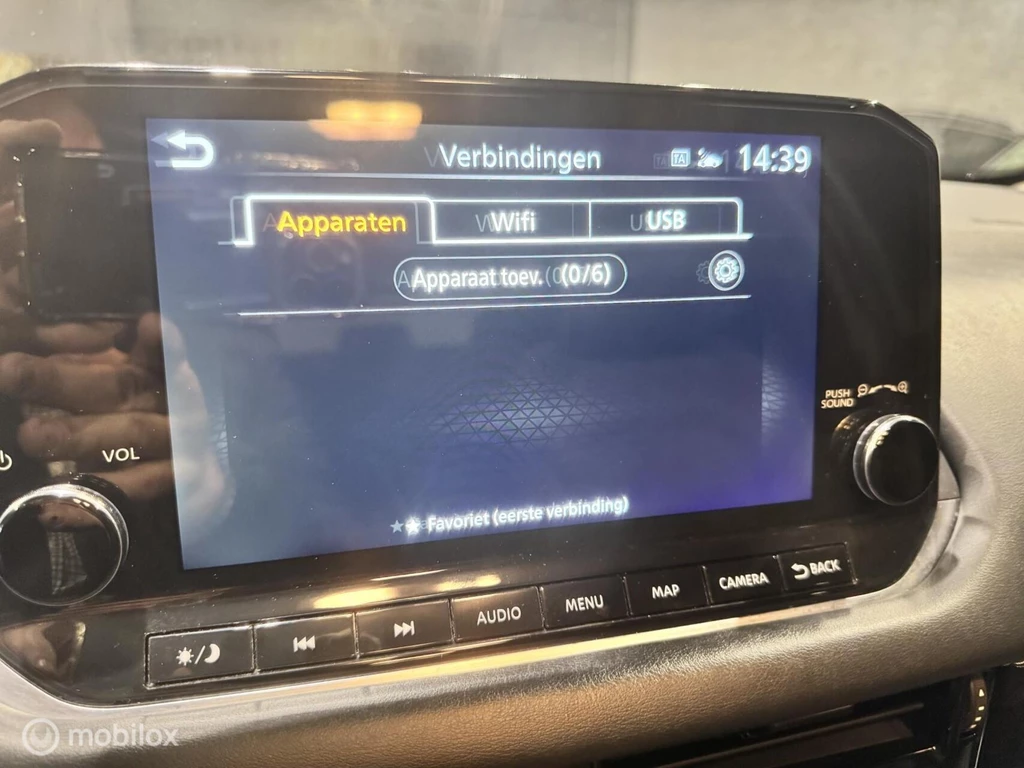 Verbindingen TA 14:39
Apparaten Wifi USB
Apparaat toev. (0/6)
Favoriet (eerste verbinding)
PUSH
SOUND
VOL
AUDIO MENU MAP CAMERA BACK
mobilox